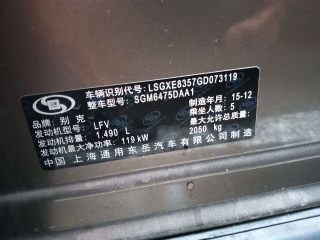 车辆识别代号: LSGXE8357GD073119
整车型号: SGM6475DAA1
品牌: 别克 制造年月: 15-12
发动机型号: LFV 乘坐人数: 5
发动机排量: 1.490 L 最大允许总质量:
发动机最大净功率: 119 kW 2050 kg
中国 上海通用东岳汽车有限公司制造